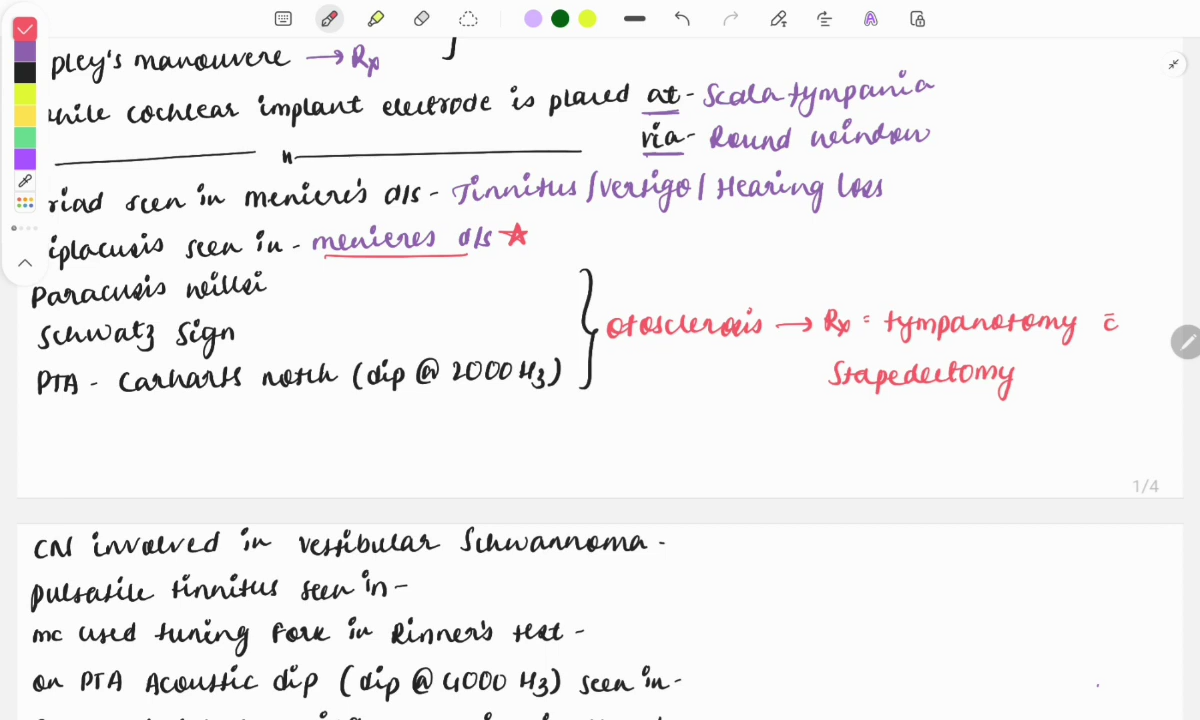 pley's manouvere → Rx
while cochlear implant electrode is placed at - Scala tympania
via - Round window
riad seen in meniere's d/s - Tinnitus / Vertigo / Hearing Loss
iplacusis seen in - menieres d/s
Paracusis willsi
Schwatz Sign
PTA - Carharts notch (dip @ 2000 Hz)
otosclerosis → Rx = tympanotomy c̄
Stapedectomy
1/4
CN involved in vestibular Schwannoma -
Pulsatile tinnitus seen in -
mc used tuning fork in Rinner's test -
on PTA Acoustic dip (dip @ 4000 Hz) seen in -